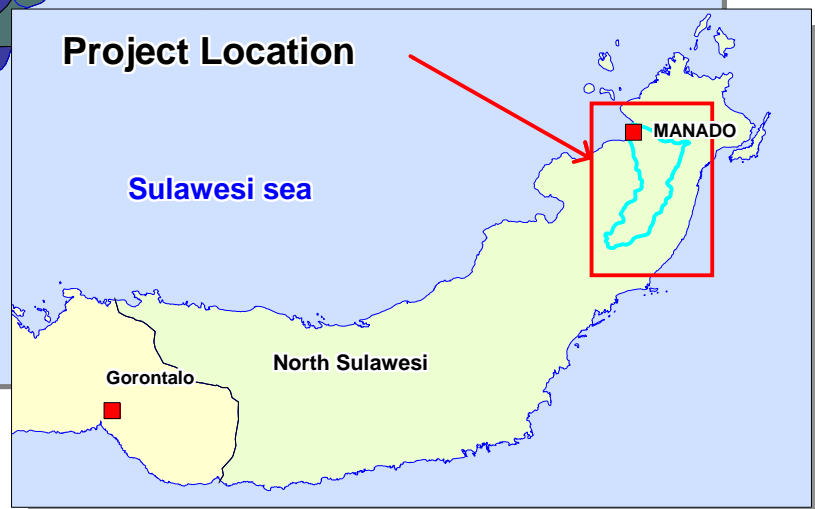 Project Location
MANADO
Sulawesi sea
North Sulawesi
Gorontalo